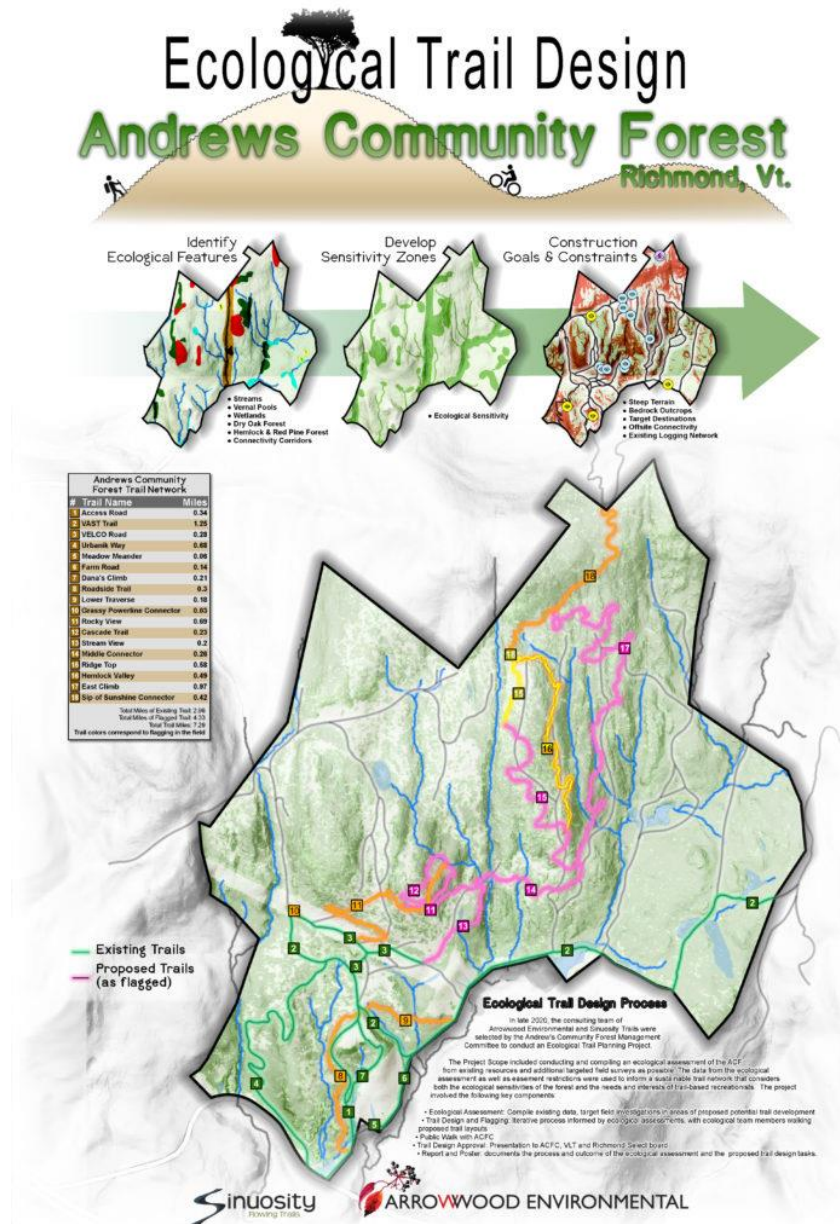 Ecological Trail Design
Andrews Community Forest
Richmond, Vt.
Identify
Ecological Features
Develop
Sensitivity Zones
Construction
Goals & Constraints
• Streams
• Vernal Pools
• Wetlands
• Dry Oak Forest
• Hemlock & Red Pine Forest
• Connectivity Corridors
• Ecological Sensitivity
• Steep Terrain
• Bedrock Outcrops
• Target Destinations
• Offsite Connectivity
• Existing Logging Network
Andrews Community
Forest Trail Network
# Trail Name Miles
1 Access Road 0.34
2 VAST Trail 1.25
3 VELCO Road 0.28
4 Urbanik Way 0.68
5 Meadow Meander 0.06
6 Farm Road 0.14
7 Dana's Climb 0.21
8 Roadside Trail 0.3
9 Lower Traverse 0.18
10 Grassy Powerline Connector 0.03
11 Rocky View 0.69
12 Cascade Trail 0.23
13 Stream View 0.2
14 Middle Connector 0.26
15 Ridge Top 0.58
16 Hemlock Valley 0.49
17 East Climb 0.97
18 Sip of Sunshine Connector 0.42
Total Miles of Existing Trail: 2.96
Total Miles of Flagged Trail: 4.33
Total Trail Miles: 7.29
Trail colors correspond to flagging in the field
18
17
18
15
16
15
12
11
11
14
10
13
2
3
3
2
2
3
Existing Trails
Proposed Trails
(as flagged)
2
9
8
7
6
4
1
5
Ecological Trail Design Process
In late 2020, the consulting team of
Arrowwood Environmental and Sinuosity Trails were
selected by the Andrew's Community Forest Management
Committee to conduct an Ecological Trail Planning Project.
The Project Scope included conducting and compiling an ecological assessment of the ACF
from existing resources and additional targeted field surveys as possible. The data from the ecological
assessment as well as easement restrictions were used to inform a sustainable trail network that considers
both the ecological sensitivities of the forest and the needs and interests of trail-based recreationists. The project
involved the following key components:
• Ecological Assessment: Compile existing data, target field investigations in areas of proposed potential trail development
• Trail Design and Flagging: Iterative process informed by ecological assessments, with ecological team members walking
proposed trail layouts
• Public Walk with ACFC
• Trail Design Approval: Presentation to ACFC, VLT and Richmond Select board
• Report and Poster: documents the process and outcome of the ecological assessment and the proposed trail design tasks.
Sinuosity
Flowing Trails
ARROWWOOD ENVIRONMENTAL